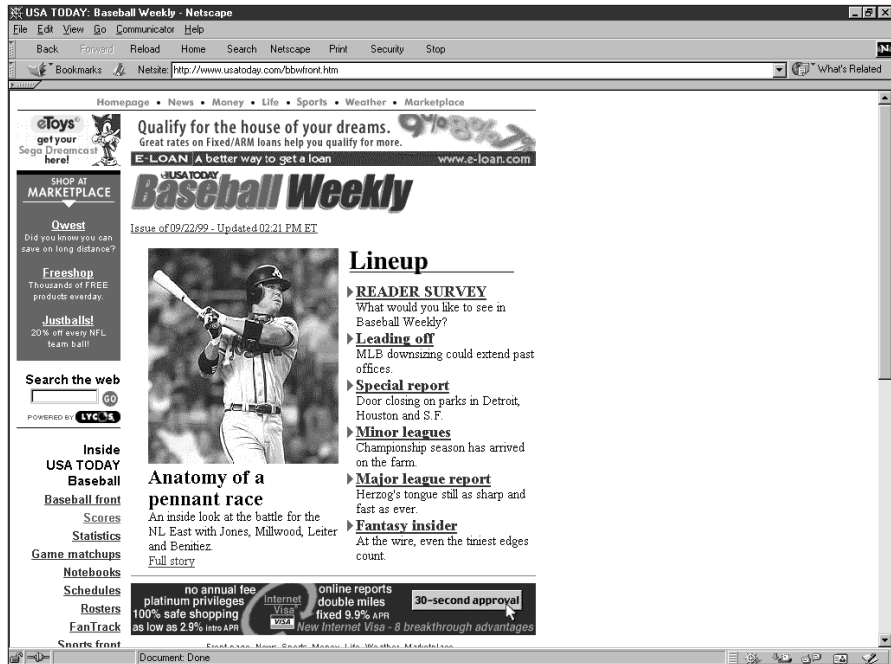 USA TODAY: Baseball Weekly - Netscape
File Edit View Go Communicator Help
Back Forward Reload Home Search Netscape Print Security Stop
Bookmarks Netsite: http://www.usatoday.com/bbwfront.htm What's Related
Homepage • News • Money • Life • Sports • Weather • Marketplace
eToys
get your
Sega Dreamcast
here!
Qualify for the house of your dreams.
Great rates on Fixed/ARM loans help you qualify for more.
E-LOAN A better way to get a loan www.e-loan.com
SHOP AT
MARKETPLACE
Qwest
Did you know you can
save on long distance?
Freeshop
Thousands of FREE
products everday.
Justballs!
20% off every NFL
team ball!
Search the web
GO
POWERED BY LYCOS
Inside
USA TODAY
Baseball
Baseball front
Scores
Statistics
Game matchups
Notebooks
Schedules
Rosters
FanTrack
Sports front
USA TODAY
Baseball Weekly
Issue of 09/22/99 - Updated 02:21 PM ET
Anatomy of a
pennant race
An inside look at the battle for the
NL East with Jones, Millwood, Leiter
and Benitiez.
Full story
Lineup
READER SURVEY
What would you like to see in
Baseball Weekly?
Leading off
MLB downsizing could extend past
offices.
Special report
Door closing on parks in Detroit,
Houston and S.F.
Minor leagues
Championship season has arrived
on the farm.
Major league report
Herzog's tongue still as sharp and
fast as ever.
Fantasy insider
At the wire, even the tiniest edges
count.
no annual fee
platinum privileges
100% safe shopping
as low as 2.9% intro APR
Internet
Visa
VISA
online reports
double miles
fixed 9.9% APR
30-second approval
New Internet Visa - 8 breakthrough advantages
Front page, News, Sports, Money, Life, Weather, Marketplace
Document: Done